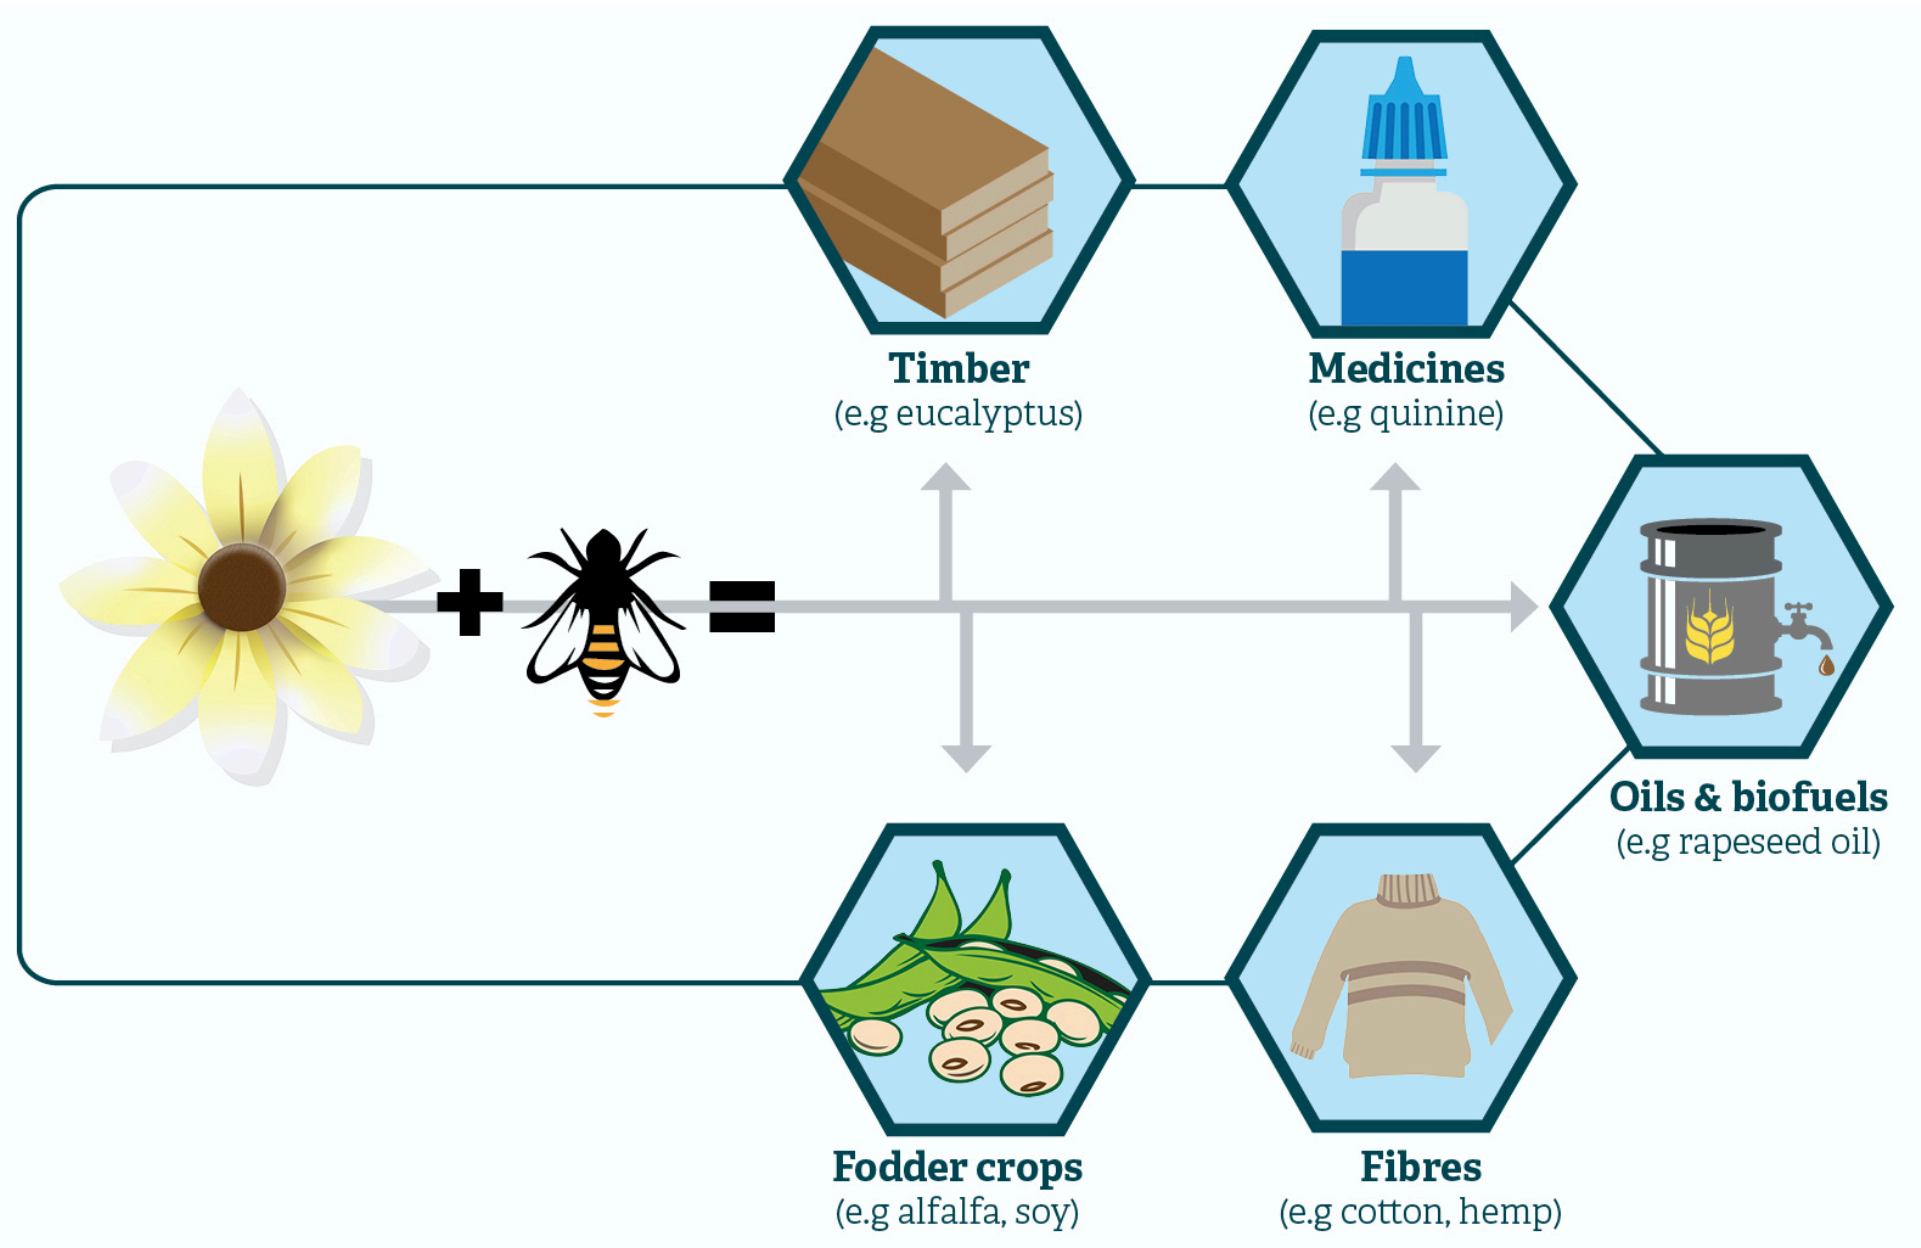 Timber
(e.g eucalyptus)
Medicines
(e.g quinine)
Oils & biofuels
(e.g rapeseed oil)
Fodder crops
(e.g alfalfa, soy)
Fibres
(e.g cotton, hemp)